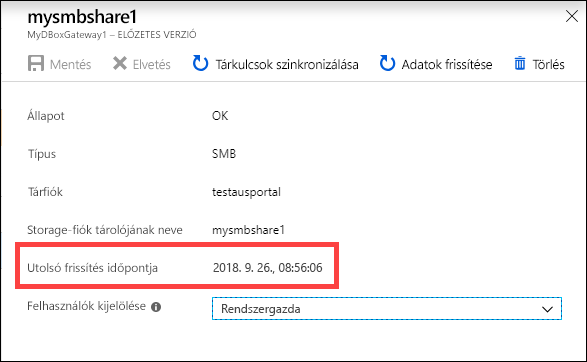 mysmbshare1
MyDBoxGateway1 – ELŐZETES VERZIÓ
Mentés Elvetés Tárkulcsok szinkronizálása Adatok frissítése Törlés
Állapot OK
Típus SMB
Tárfiók testausportal
Storage-fiók tárolójának neve mysmbshare1
Utolsó frissítés időpontja 2018. 9. 26., 08:56:06
Felhasználók kijelölése Rendszergazda